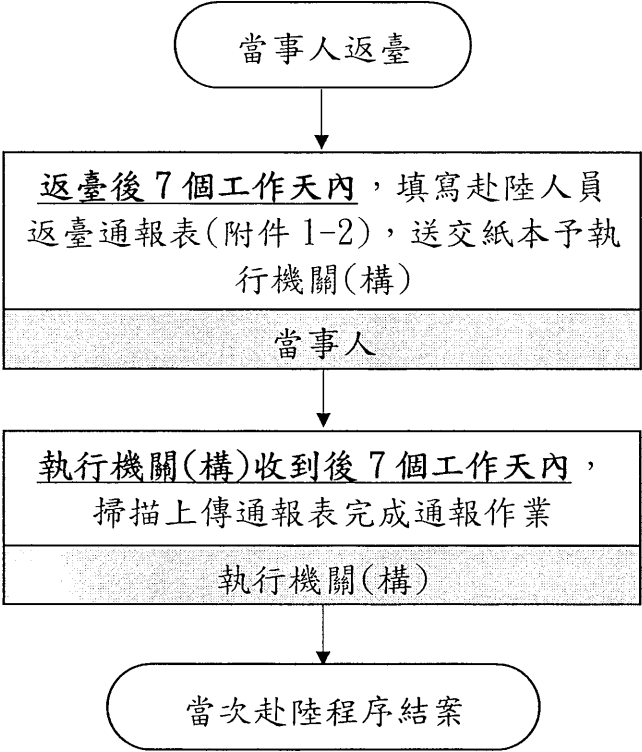 當事人返臺
返臺後 7 個工作天內，填寫赴陸人員
返臺通報表(附件 1-2)，送交紙本予執
行機關(構)
當事人
執行機關(構)收到後 7 個工作天內，
掃描上傳通報表完成通報作業
執行機關(構)
當次赴陸程序結案